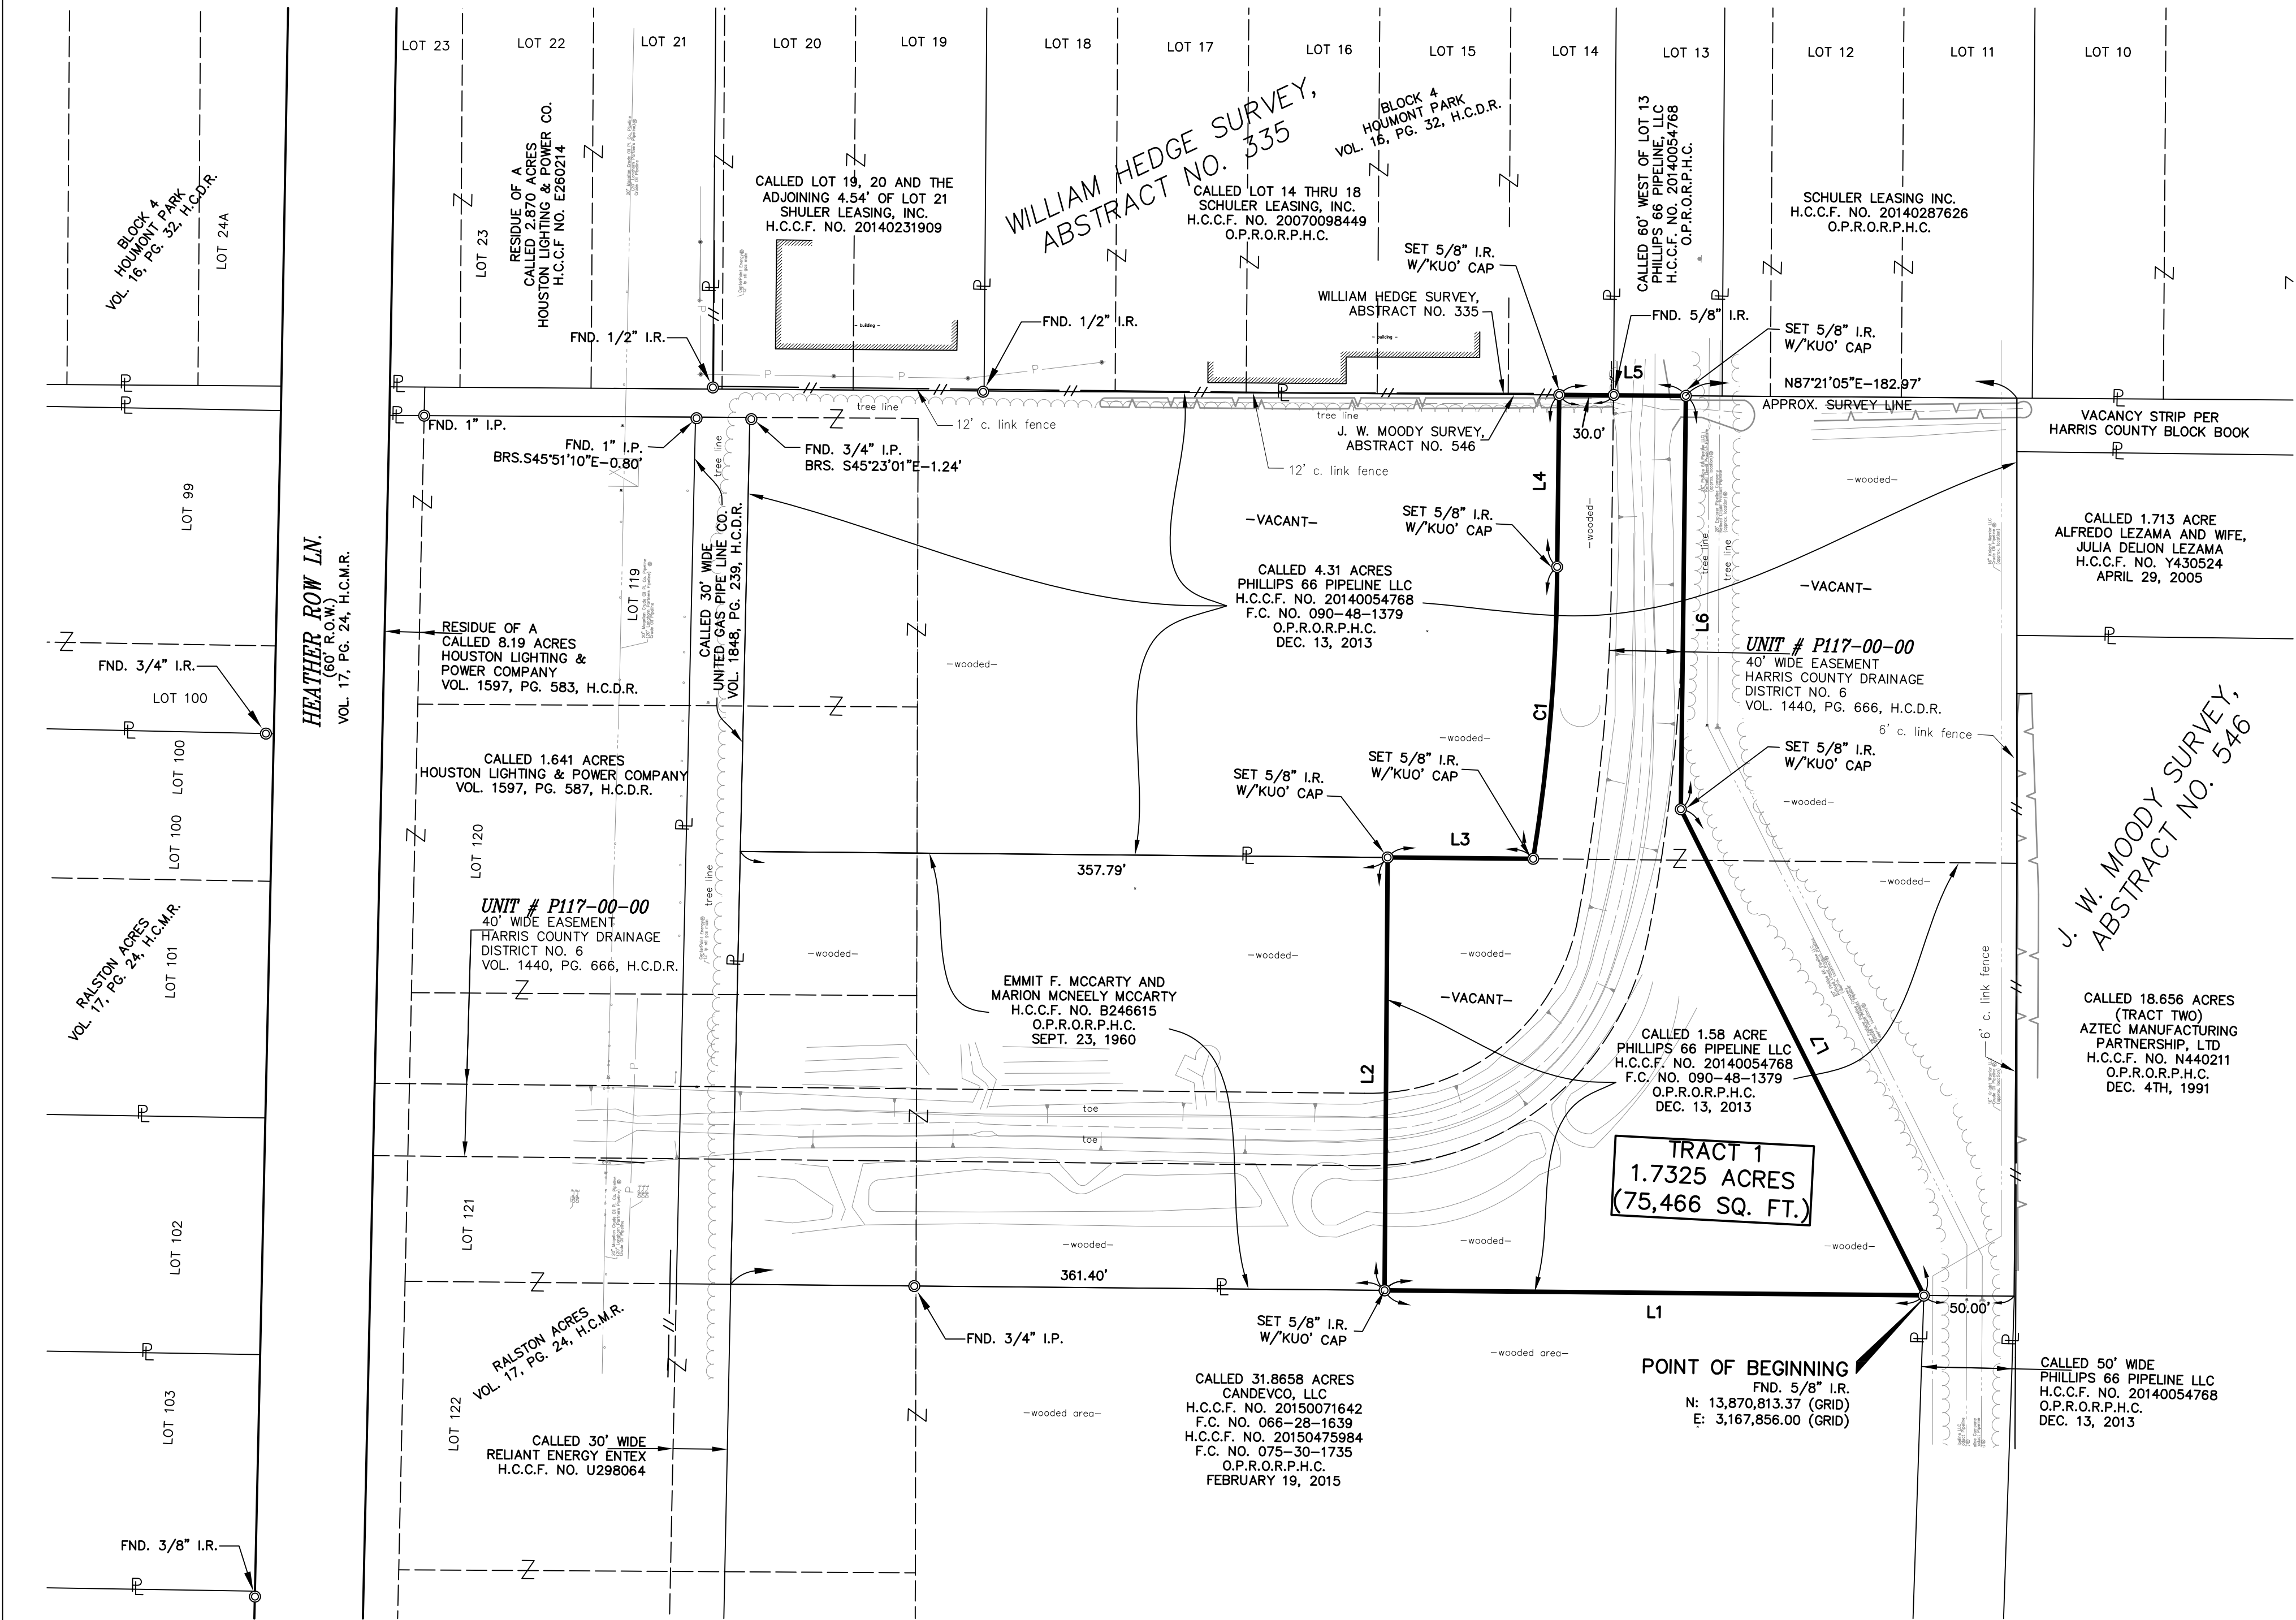 LOT 23
LOT 22
LOT 21
LOT 20
LOT 19
LOT 18
LOT 17
LOT 16
LOT 15
LOT 14
LOT 13
LOT 12
LOT 11
LOT 10
BLOCK 4
HOUMONT PARK
VOL. 16, PG. 32, H.C.D.R.
LOT 24A
LOT 23
RESIDUE OF A
CALLED 2.870 ACRES
HOUSTON LIGHTING & POWER CO.
H.C.C.F NO. E260214
CALLED LOT 19, 20 AND THE
ADJOINING 4.54' OF LOT 21
SHULER LEASING, INC.
H.C.C.F. NO. 20140231909
WILLIAM HEDGE SURVEY,
ABSTRACT NO. 335
BLOCK 4
HOUMONT PARK
VOL. 16, PG. 32, H.C.D.R.
CALLED LOT 14 THRU 18
SCHULER LEASING, INC.
H.C.C.F. NO. 20070098449
O.P.R.O.R.P.H.C.
CALLED 60' WEST OF LOT 13
PHILLIPS 66 PIPELINE, LLC
H.C.C.F. NO. 20140054768
O.P.R.O.R.P.H.C.
SCHULER LEASING INC.
H.C.C.F. NO. 20140287626
O.P.R.O.R.P.H.C.
SET 5/8" I.R.
W/'KUO' CAP
WILLIAM HEDGE SURVEY,
ABSTRACT NO. 335
- building -
- building -
FND. 1/2" I.R.
FND. 1/2" I.R.
FND. 5/8" I.R.
SET 5/8" I.R.
W/'KUO' CAP
P
P
P
L5
N87°21'05"E-182.97'
APPROX. SURVEY LINE
VACANCY STRIP PER
HARRIS COUNTY BLOCK BOOK
tree line
12' c. link fence
tree line
J. W. MOODY SURVEY,
ABSTRACT NO. 546
30.0'
12' c. link fence
FND. 1" I.P.
FND. 1" I.P.
BRS.S45°51'10"E-0.80'
tree line
FND. 3/4" I.P.
BRS. S45°23'01"E-1.24'
LOT 99
HEATHER ROW LN.
(60' R.O.W.)
VOL. 17, PG. 24, H.C.M.R.
LOT 119
CALLED 30' WIDE
UNITED GAS PIPE LINE CO.
VOL. 1848, PG. 239, H.C.D.R.
-VACANT-
L4
SET 5/8" I.R.
W/'KUO' CAP
-wooded-
tree line
tree line
-wooded-
CALLED 4.31 ACRES
PHILLIPS 66 PIPELINE LLC
H.C.C.F. NO. 20140054768
F.C. NO. 090-48-1379
O.P.R.O.R.P.H.C.
DEC. 13, 2013
-VACANT-
CALLED 1.713 ACRE
ALFREDO LEZAMA AND WIFE,
JULIA DELION LEZAMA
H.C.C.F. NO. Y430524
APRIL 29, 2005
RESIDUE OF A
CALLED 8.19 ACRES
HOUSTON LIGHTING &
POWER COMPANY
VOL. 1597, PG. 583, H.C.D.R.
-wooded-
L6
UNIT # P117-00-00
40' WIDE EASEMENT
HARRIS COUNTY DRAINAGE
DISTRICT NO. 6
VOL. 1440, PG. 666, H.C.D.R.
6' c. link fence
FND. 3/4" I.R.
LOT 100
LOT 100
LOT 100
CALLED 1.641 ACRES
HOUSTON LIGHTING & POWER COMPANY
VOL. 1597, PG. 587, H.C.D.R.
C1
-wooded-
SET 5/8" I.R.
W/'KUO' CAP
SET 5/8" I.R.
W/'KUO' CAP
SET 5/8" I.R.
W/'KUO' CAP
-wooded-
J. W. MOODY SURVEY,
ABSTRACT NO. 546
LOT 120
tree line
357.79'
L3
-wooded-
RALSTON ACRES
VOL. 17, PG. 24, H.C.M.R.
LOT 101
UNIT # P117-00-00
40' WIDE EASEMENT
HARRIS COUNTY DRAINAGE
DISTRICT NO. 6
VOL. 1440, PG. 666, H.C.D.R.
-wooded-
-wooded-
-wooded-
-VACANT-
EMMIT F. MCCARTY AND
MARION MCNEELY MCCARTY
H.C.C.F. NO. B246615
O.P.R.O.R.P.H.C.
SEPT. 23, 1960
6' c. link fence
CALLED 18.656 ACRES
(TRACT TWO)
AZTEC MANUFACTURING
PARTNERSHIP, LTD
H.C.C.F. NO. N440211
O.P.R.O.R.P.H.C.
DEC. 4TH, 1991
L2
CALLED 1.58 ACRE
PHILLIPS 66 PIPELINE LLC
H.C.C.F. NO. 20140054768
F.C. NO. 090-48-1379
O.P.R.O.R.P.H.C.
DEC. 13, 2013
L7
toe
toe
TRACT 1
1.7325 ACRES
(75,466 SQ. FT.)
LOT 102
LOT 121
-wooded-
-wooded-
-wooded-
361.40'
L1
50.00'
FND. 3/4" I.P.
SET 5/8" I.R.
W/'KUO' CAP
RALSTON ACRES
VOL. 17, PG. 24, H.C.M.R.
-wooded area-
POINT OF BEGINNING
FND. 5/8" I.R.
N: 13,870,813.37 (GRID)
E: 3,167,856.00 (GRID)
CALLED 50' WIDE
PHILLIPS 66 PIPELINE LLC
H.C.C.F. NO. 20140054768
O.P.R.O.R.P.H.C.
DEC. 13, 2013
LOT 103
LOT 122
-wooded area-
CALLED 31.8658 ACRES
CANDEVCO, LLC
H.C.C.F. NO. 20150071642
F.C. NO. 066-28-1639
H.C.C.F. NO. 20150475984
F.C. NO. 075-30-1735
O.P.R.O.R.P.H.C.
FEBRUARY 19, 2015
CALLED 30' WIDE
RELIANT ENERGY ENTEX
H.C.C.F. NO. U298064
FND. 3/8" I.R.